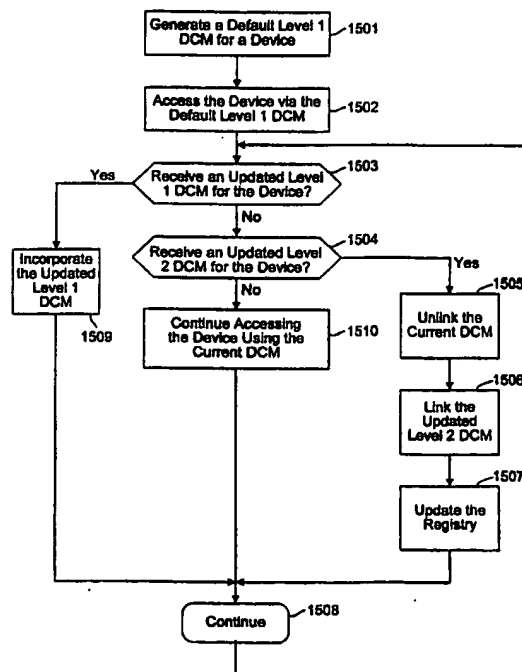 Generate a Default Level 1
DCM for a Device
1501
Access the Device via the
Default Level 1 DCM
1502
1503
Receive an Updated Level
1 DCM for the Device?
Yes
No
1504
Receive an Updated Level
2 DCM for the Device?
Yes
No
Incorporate
the Updated
Level 1
DCM
1509
Continue Accessing
the Device Using the
Current DCM
1510
1505
Unlink the
Current DCM
1506
Link the
Updated
Level 2 DCM
1507
Update the
Registry
Continue
1508